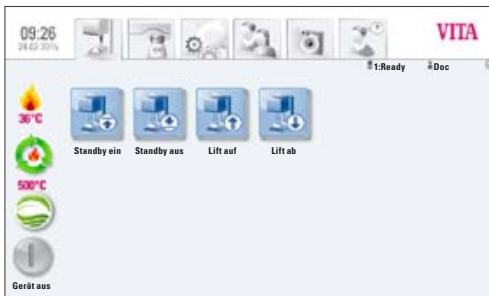 09:26
VITA
1:Ready Doc
36°C
Standby ein Standby aus Lift auf Lift ab
500°C
Gerät aus